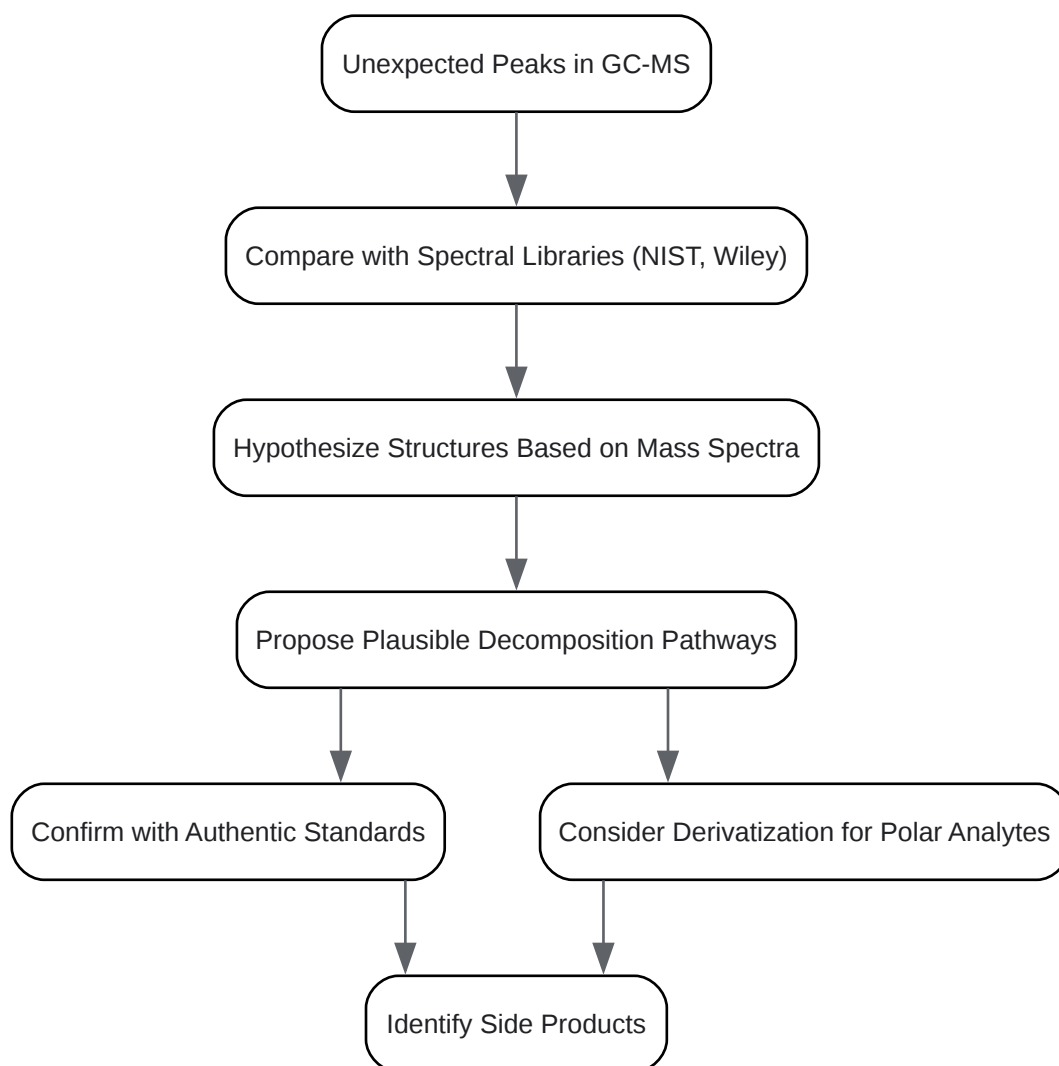 Unexpected Peaks in GC-MS
Compare with Spectral Libraries (NIST, Wiley)
Hypothesize Structures Based on Mass Spectra
Propose Plausible Decomposition Pathways
Confirm with Authentic Standards
Consider Derivatization for Polar Analytes
Identify Side Products